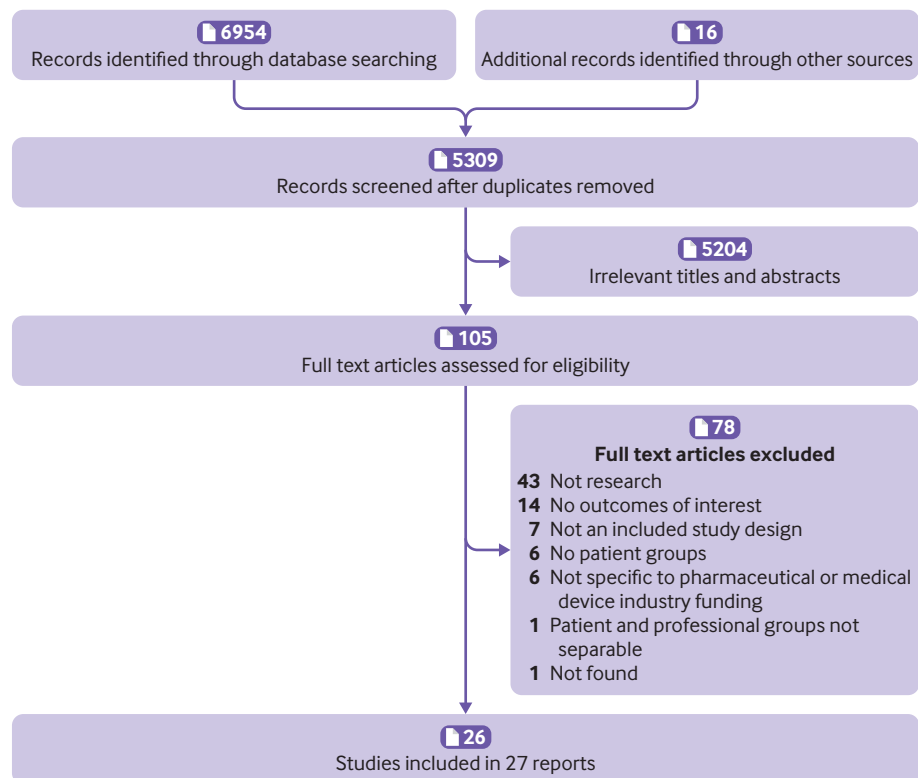 6954
Records identified through database searching
16
Additional records identified through other sources
5309
Records screened after duplicates removed
5204
Irrelevant titles and abstracts
105
Full text articles assessed for eligibility
78
Full text articles excluded
43 Not research
14 No outcomes of interest
7 Not an included study design
6 No patient groups
6 Not specific to pharmaceutical or medical
device industry funding
1 Patient and professional groups not
separable
1 Not found
26
Studies included in 27 reports